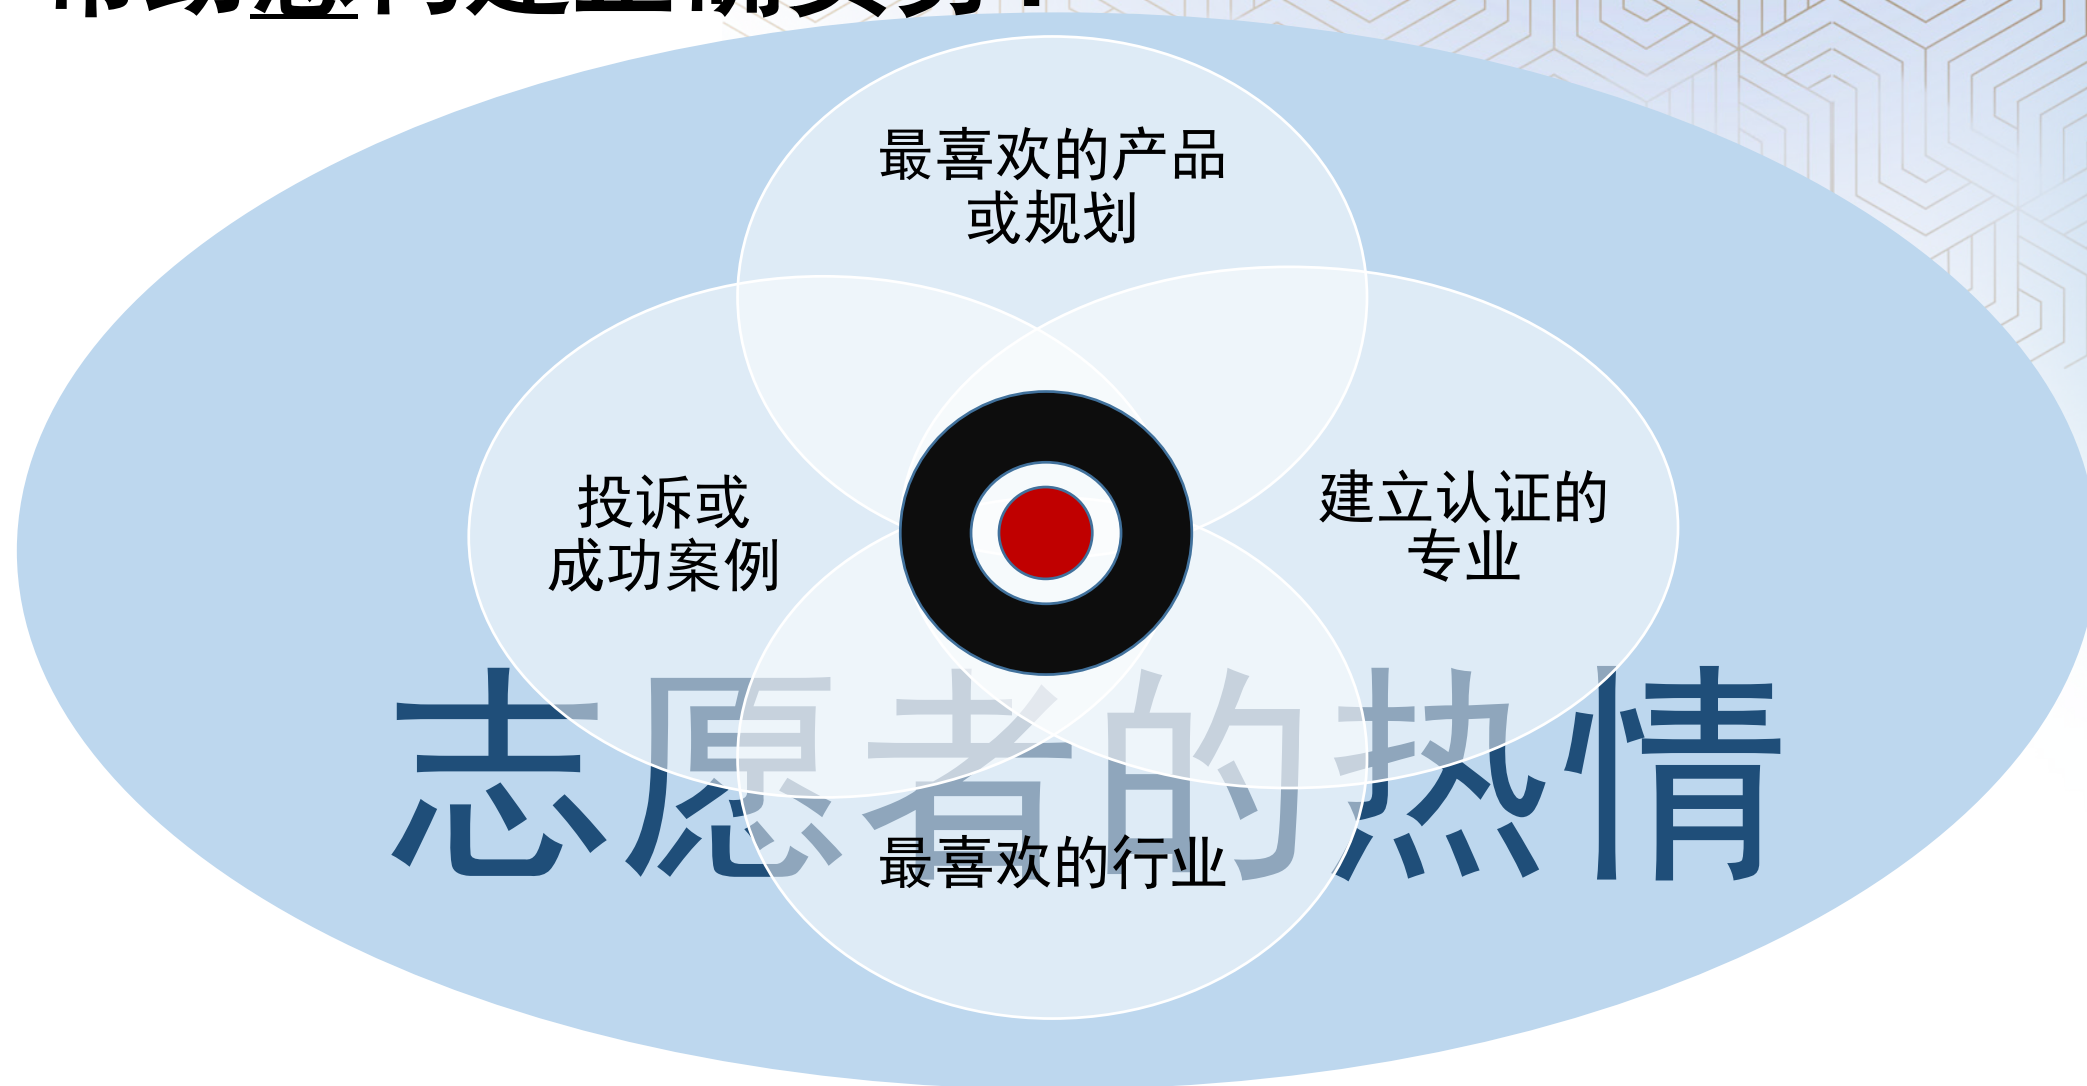 最喜欢的产品
或规划
投诉或
成功案例
建立认证的
专业
志愿者的热情
最喜欢的行业